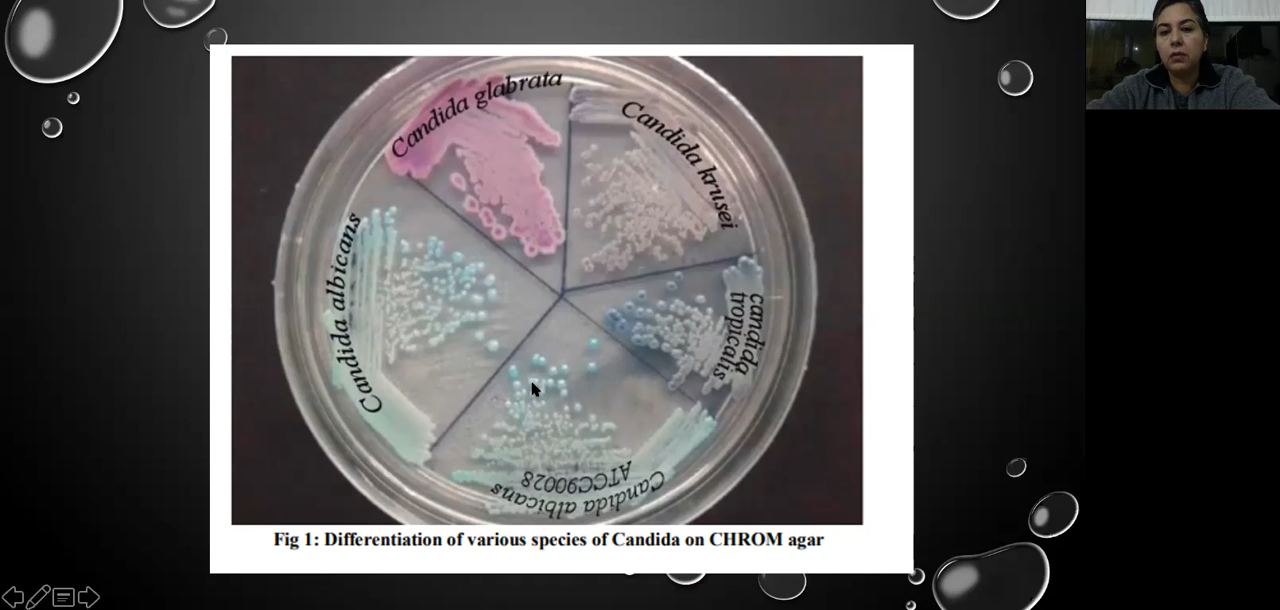 Candida glabrata
Candida krusei
Candida albicans
candida
tropicalis
Candida albicans
ATCC90028
Fig 1: Differentiation of various species of Candida on CHROM agar